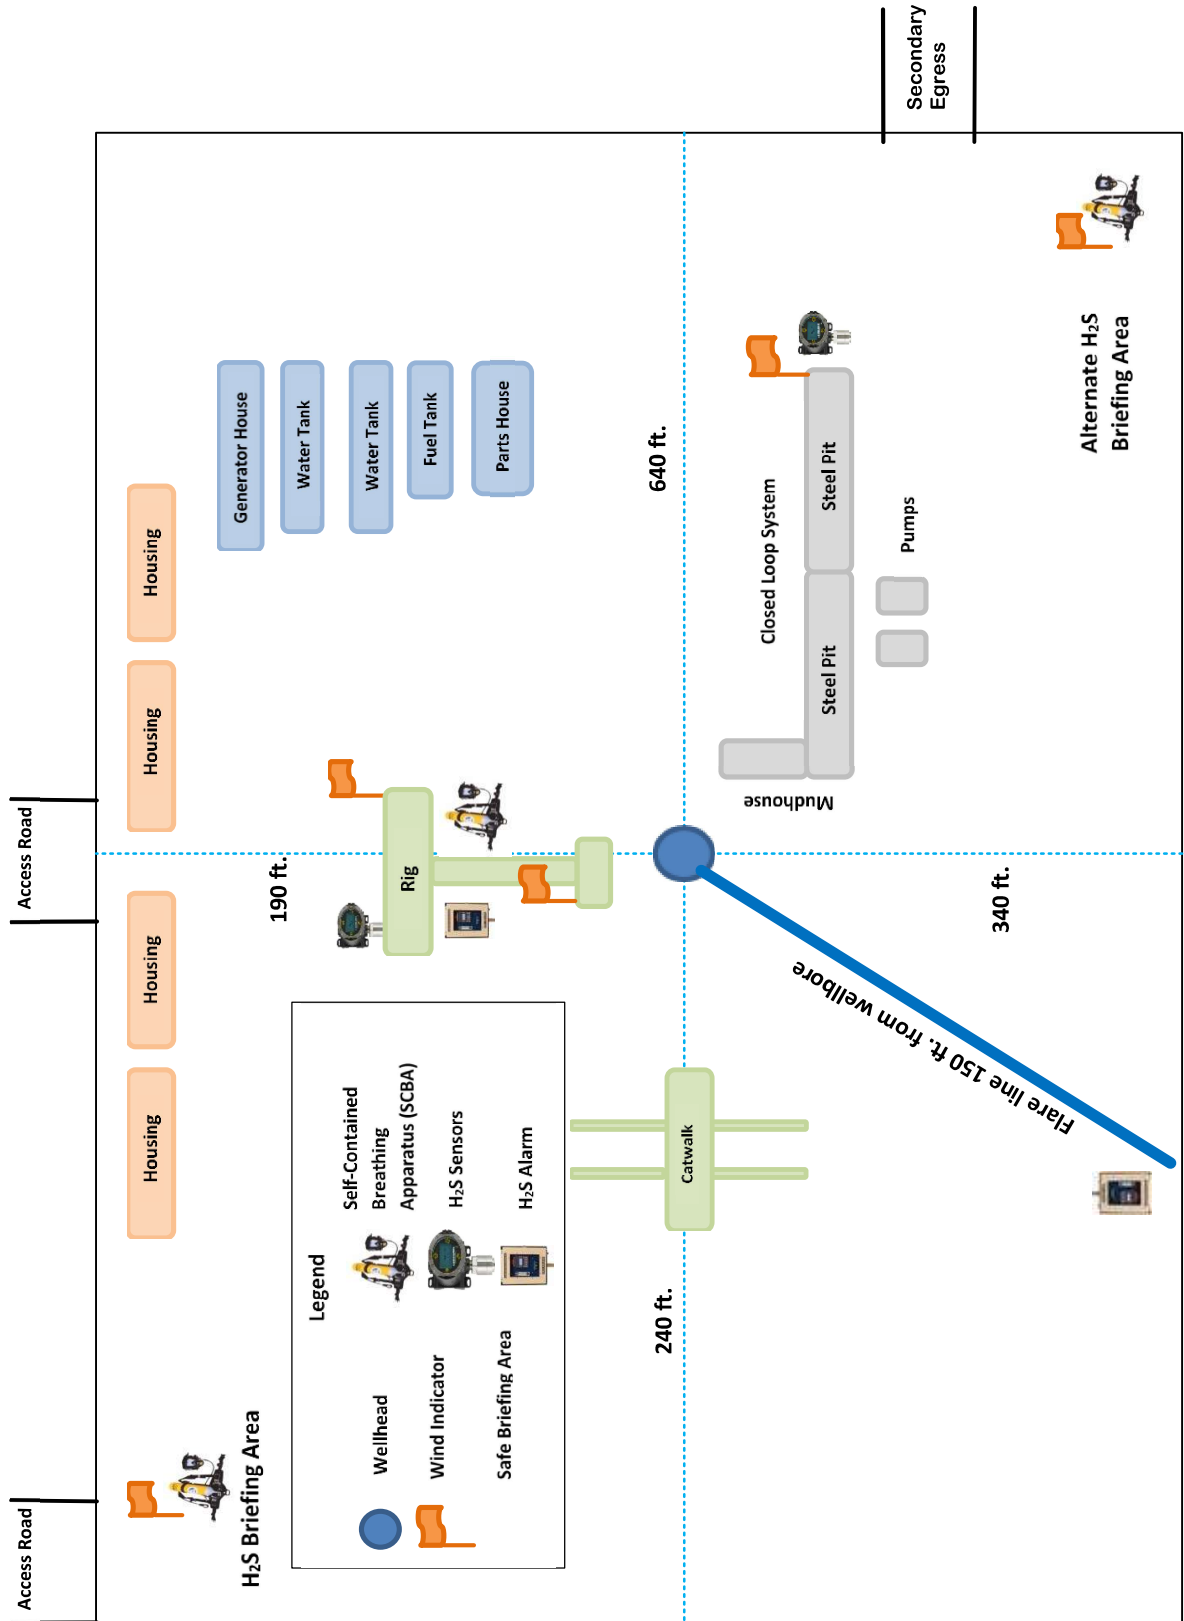 Access Road
Access Road
Secondary
Egress
Housing
Housing
Housing
Housing
H₂S Briefing Area
190 ft.
Generator House
Water Tank
Water Tank
Fuel Tank
Parts House
Rig
Legend
Wellhead
Wind Indicator
Safe Briefing Area
Self-Contained
Breathing
Apparatus (SCBA)
H₂S Sensors
H₂S Alarm
240 ft.
Catwalk
640 ft.
Mudhouse
Closed Loop System
Steel Pit
Steel Pit
Pumps
Flare line 150 ft. from wellbore
340 ft.
Alternate H₂S
Briefing Area